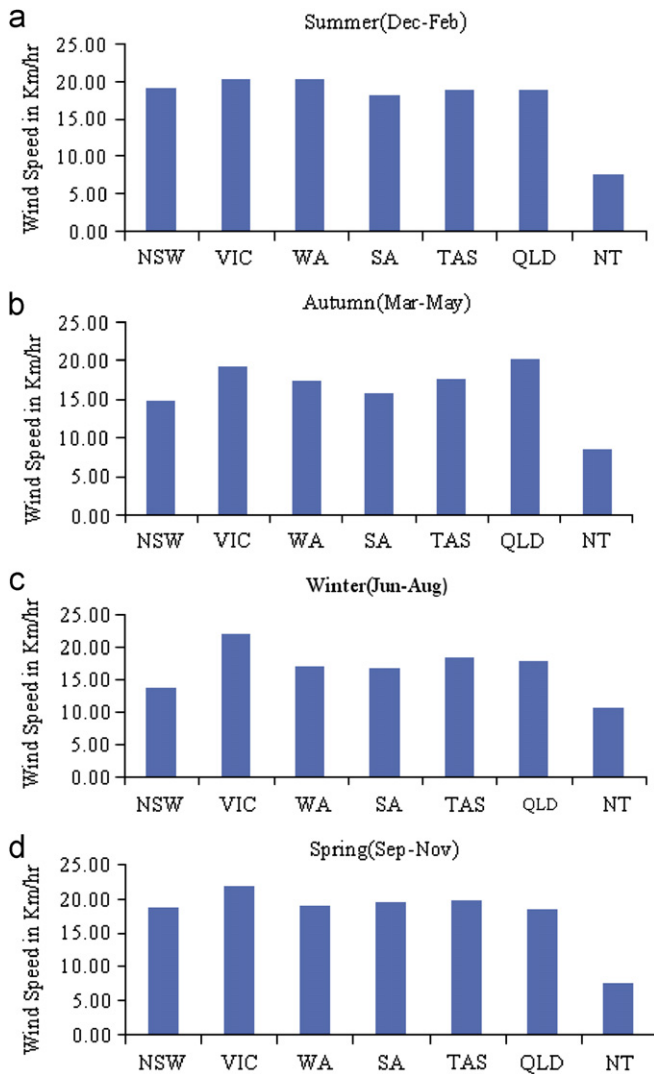 a
Summer(Dec-Feb)
Wind Speed in Km/hr
25.00
20.00
15.00
10.00
5.00
0.00
NSW VIC WA SA TAS QLD NT
b
Autumn(Mar-May)
Wind Speed in Km/hr
25.00
20.00
15.00
10.00
5.00
0.00
NSW VIC WA SA TAS QLD NT
c
Winter(Jun-Aug)
Wind Speed in Km/hr
25.00
20.00
15.00
10.00
5.00
0.00
NSW VIC WA SA TAS QLD NT
d
Spring(Sep-Nov)
Wind Speed in Km/hr
25.00
20.00
15.00
10.00
5.00
0.00
NSW VIC WA SA TAS QLD NT